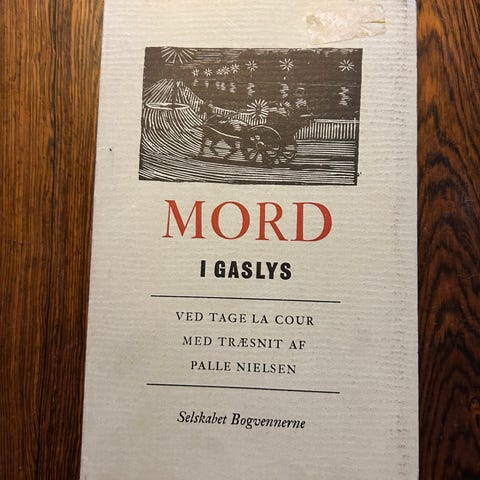 MORD
I GASLYS
VED TAGE LA COUR
MED TRÆSNIT AF
PALLE NIELSEN
Selskabet Bogvennerne